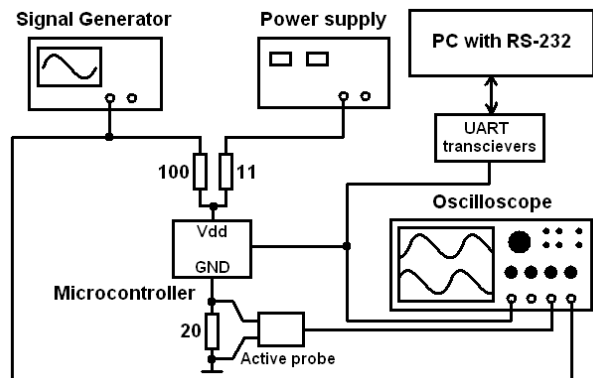 Signal Generator
Power supply
PC with RS-232
UART
transcievers
100
11
Oscilloscope
Vdd
GND
Microcontroller
20
Active probe